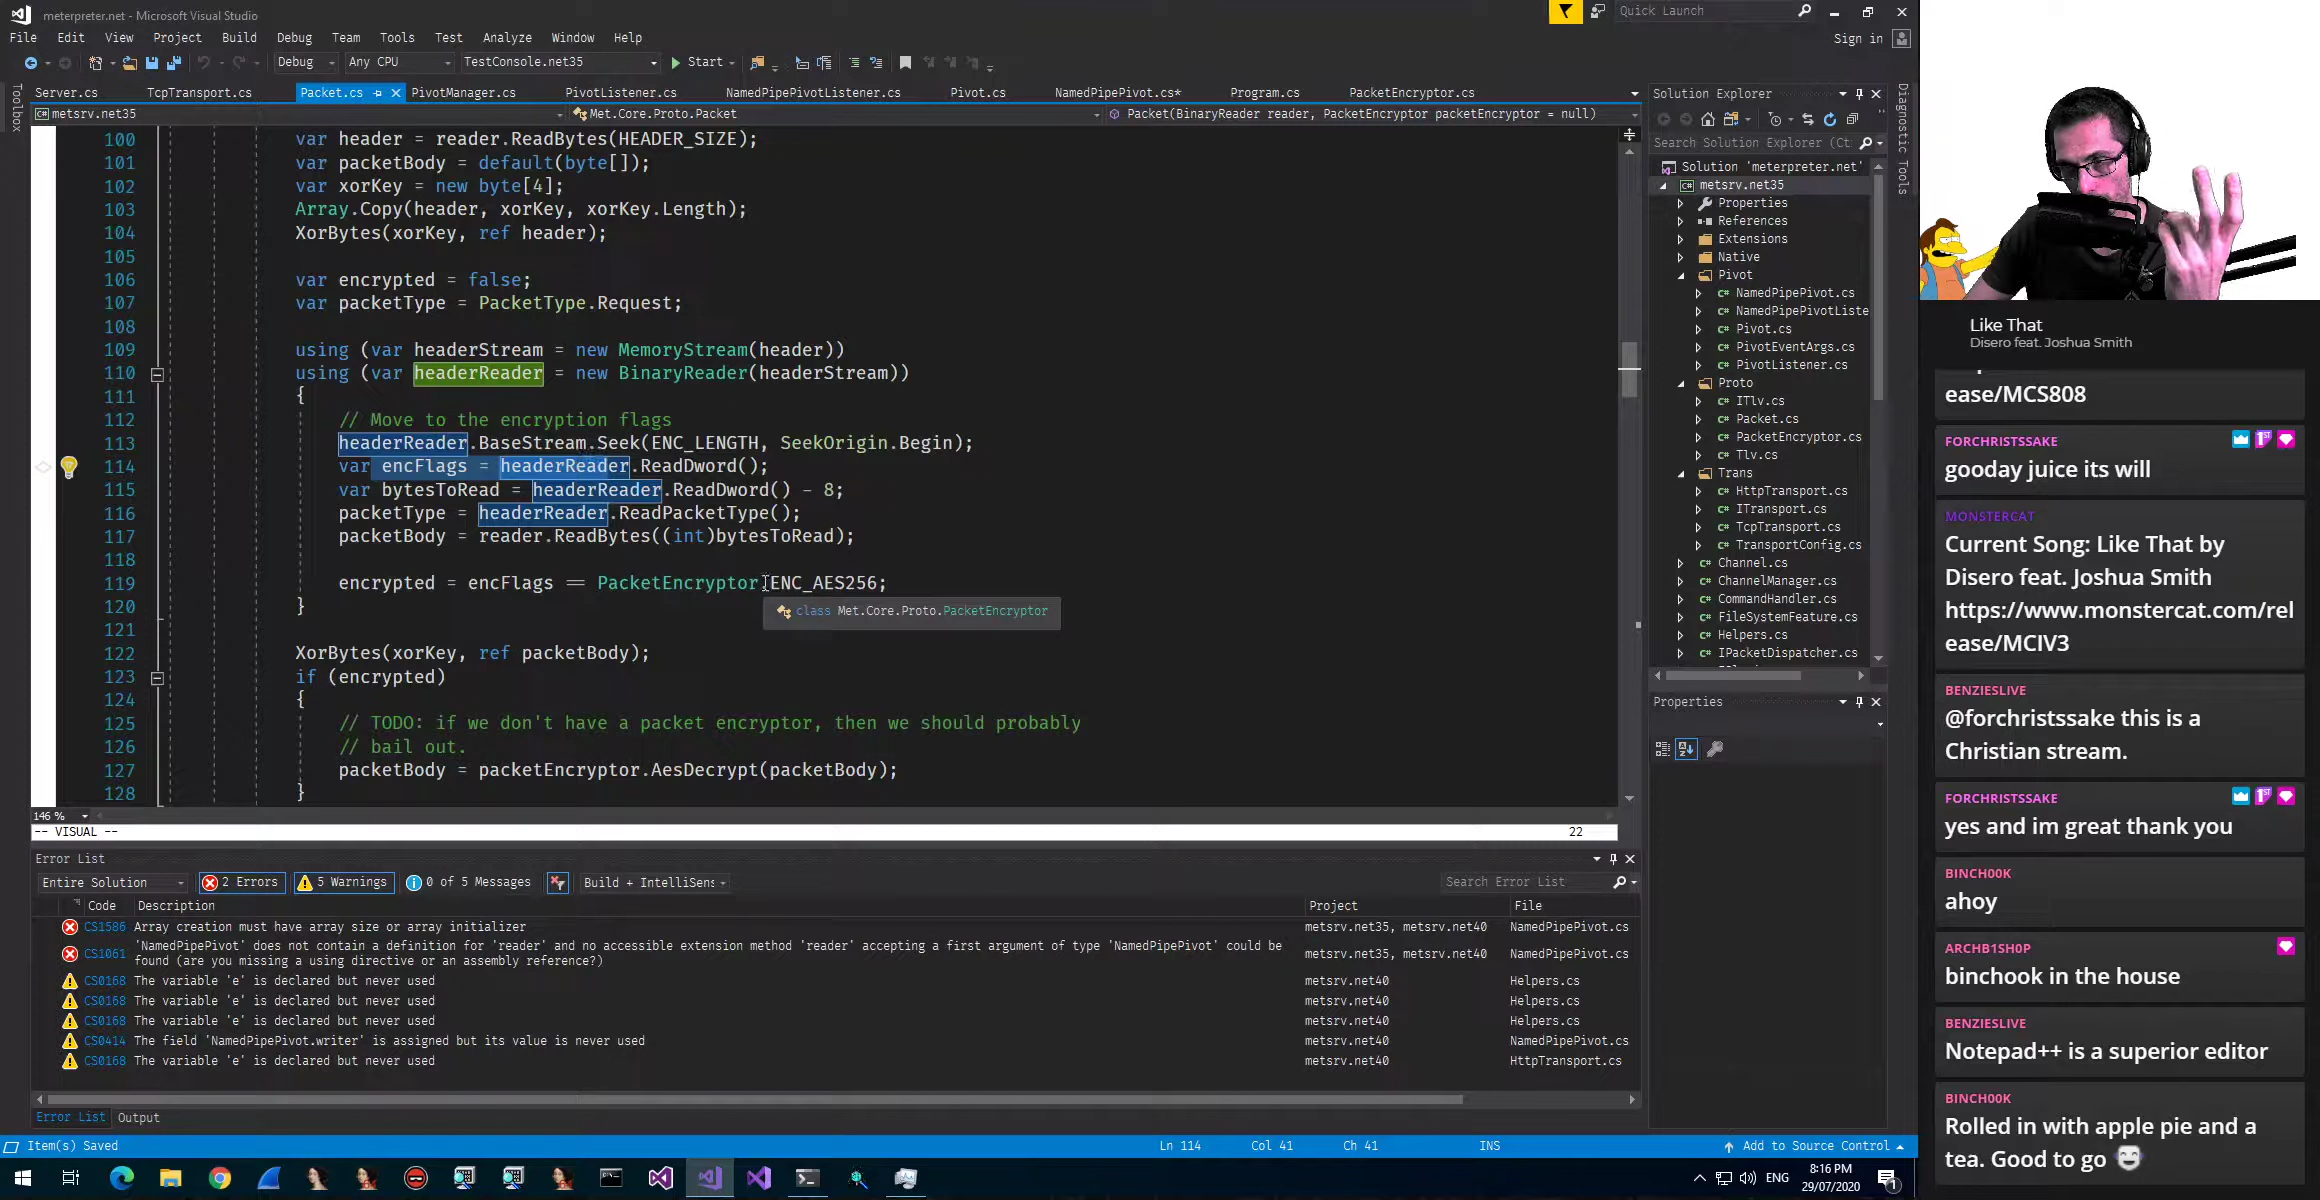 meterpreter.net - Microsoft Visual Studio
Quick Launch
File Edit View Project Build Debug Team Tools Test Analyze Window Help
Sign in
Debug Any CPU TestConsole.net35 Start
Server.cs TcpTransport.cs Packet.cs PivotManager.cs PivotListener.cs NamedPipePivotListener.cs Pivot.cs NamedPipePivot.cs* Program.cs PacketEncryptor.cs
metsrv.net35 Met.Core.Proto.Packet Packet(BinaryReader reader, PacketEncryptor packetEncryptor = null)
Toolbox
100 var header = reader.ReadBytes(HEADER_SIZE);
101 var packetBody = default(byte[]);
102 var xorKey = new byte[4];
103 Array.Copy(header, xorKey, xorKey.Length);
104 XorBytes(xorKey, ref header);
105
106 var encrypted = false;
107 var packetType = PacketType.Request;
108
109 using (var headerStream = new MemoryStream(header))
110 using (var headerReader = new BinaryReader(headerStream))
111 {
112 // Move to the encryption flags
113 headerReader.BaseStream.Seek(ENC_LENGTH, SeekOrigin.Begin);
114 var encFlags = headerReader.ReadDword();
115 var bytesToRead = headerReader.ReadDword() - 8;
116 packetType = headerReader.ReadPacketType();
117 packetBody = reader.ReadBytes((int)bytesToRead);
118
119 encrypted = encFlags == PacketEncryptor.ENC_AES256;
120 }
class Met.Core.Proto.PacketEncryptor
121
122 XorBytes(xorKey, ref packetBody);
123 if (encrypted)
124 {
125 // TODO: if we don't have a packet encryptor, then we should probably
126 // bail out.
127 packetBody = packetEncryptor.AesDecrypt(packetBody);
128 }
146 %
-- VISUAL -- 22
Error List
Entire Solution 2 Errors 5 Warnings 0 of 5 Messages Build + IntelliSens Search Error List
Code Description Project File
CS1586 Array creation must have array size or array initializer metsrv.net35, metsrv.net40 NamedPipePivot.cs
CS1061 'NamedPipePivot' does not contain a definition for 'reader' and no accessible extension method 'reader' accepting a first argument of type 'NamedPipePivot' could be
found (are you missing a using directive or an assembly reference?) metsrv.net35, metsrv.net40 NamedPipePivot.cs
CS0168 The variable 'e' is declared but never used metsrv.net40 Helpers.cs
CS0168 The variable 'e' is declared but never used metsrv.net40 Helpers.cs
CS0168 The variable 'e' is declared but never used metsrv.net40 Helpers.cs
CS0414 The field 'NamedPipePivot.writer' is assigned but its value is never used metsrv.net40 NamedPipePivot.cs
CS0168 The variable 'e' is declared but never used metsrv.net40 HttpTransport.cs
Error List Output
Item(s) Saved Ln 114 Col 41 Ch 41 INS Add to Source Control
Solution Explorer
Search Solution Explorer (Ct
Solution 'meterpreter.net'
metsrv.net35
Properties
References
Extensions
Native
Pivot
NamedPipePivot.cs
NamedPipePivotListe
Pivot.cs
PivotEventArgs.cs
PivotListener.cs
Proto
ITlv.cs
Packet.cs
PacketEncryptor.cs
Tlv.cs
Trans
HttpTransport.cs
ITransport.cs
TcpTransport.cs
TransportConfig.cs
Channel.cs
ChannelManager.cs
CommandHandler.cs
FileSystemFeature.cs
Helpers.cs
IPacketDispatcher.cs
Properties
Diagnostic Tools
Like That
Disero feat. Joshua Smith
ease/MCS808
FORCHRISTSSAKE
gooday juice its will
MONSTERCAT
Current Song: Like That by
Disero feat. Joshua Smith
https://www.monstercat.com/rel
ease/MCIV3
BENZIESLIVE
@forchristssake this is a
Christian stream.
FORCHRISTSSAKE
yes and im great thank you
BINCH00K
ahoy
ARCHB1SH0P
binchook in the house
BENZIESLIVE
Notepad++ is a superior editor
BINCH00K
Rolled in with apple pie and a
tea. Good to go
ENG
8:16 PM
29/07/2020
1